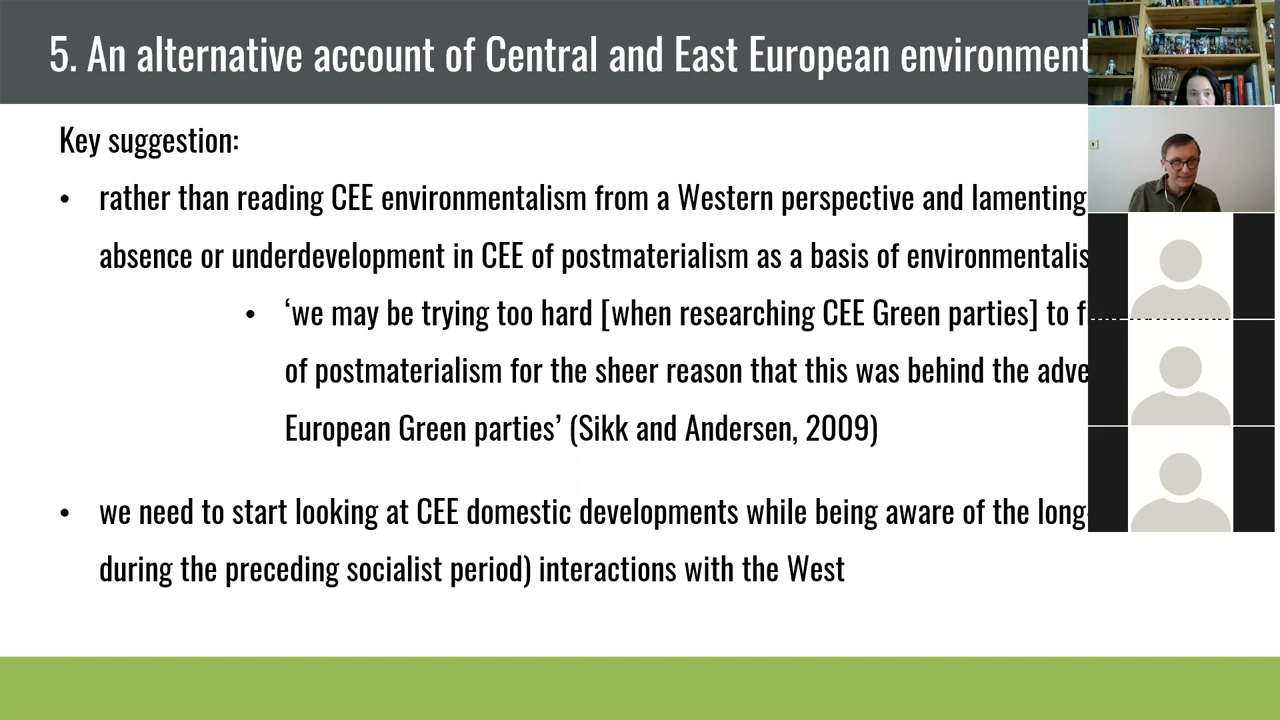 5. An alternative account of Central and East European environment
Key suggestion:
• rather than reading CEE environmentalism from a Western perspective and lamenting
absence or underdevelopment in CEE of postmaterialism as a basis of environmentalis
• ‘we may be trying too hard [when researching CEE Green parties] to f
of postmaterialism for the sheer reason that this was behind the adve
European Green parties’ (Sikk and Andersen, 2009)
• we need to start looking at CEE domestic developments while being aware of the long-
during the preceding socialist period) interactions with the West